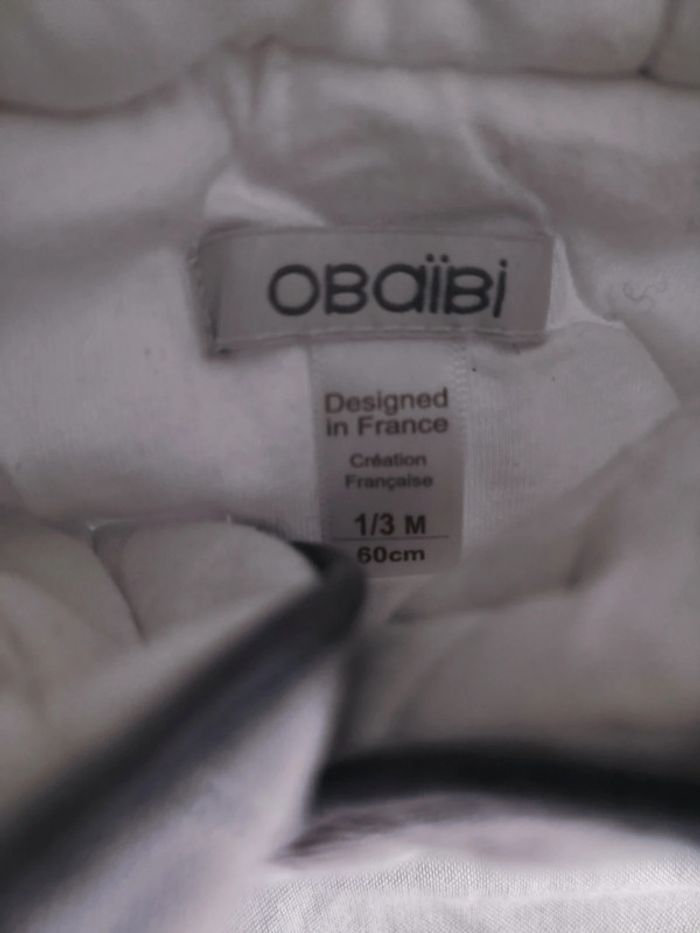 OBaïBi
Designed
in France
Création
Française
1/3 M
60cm